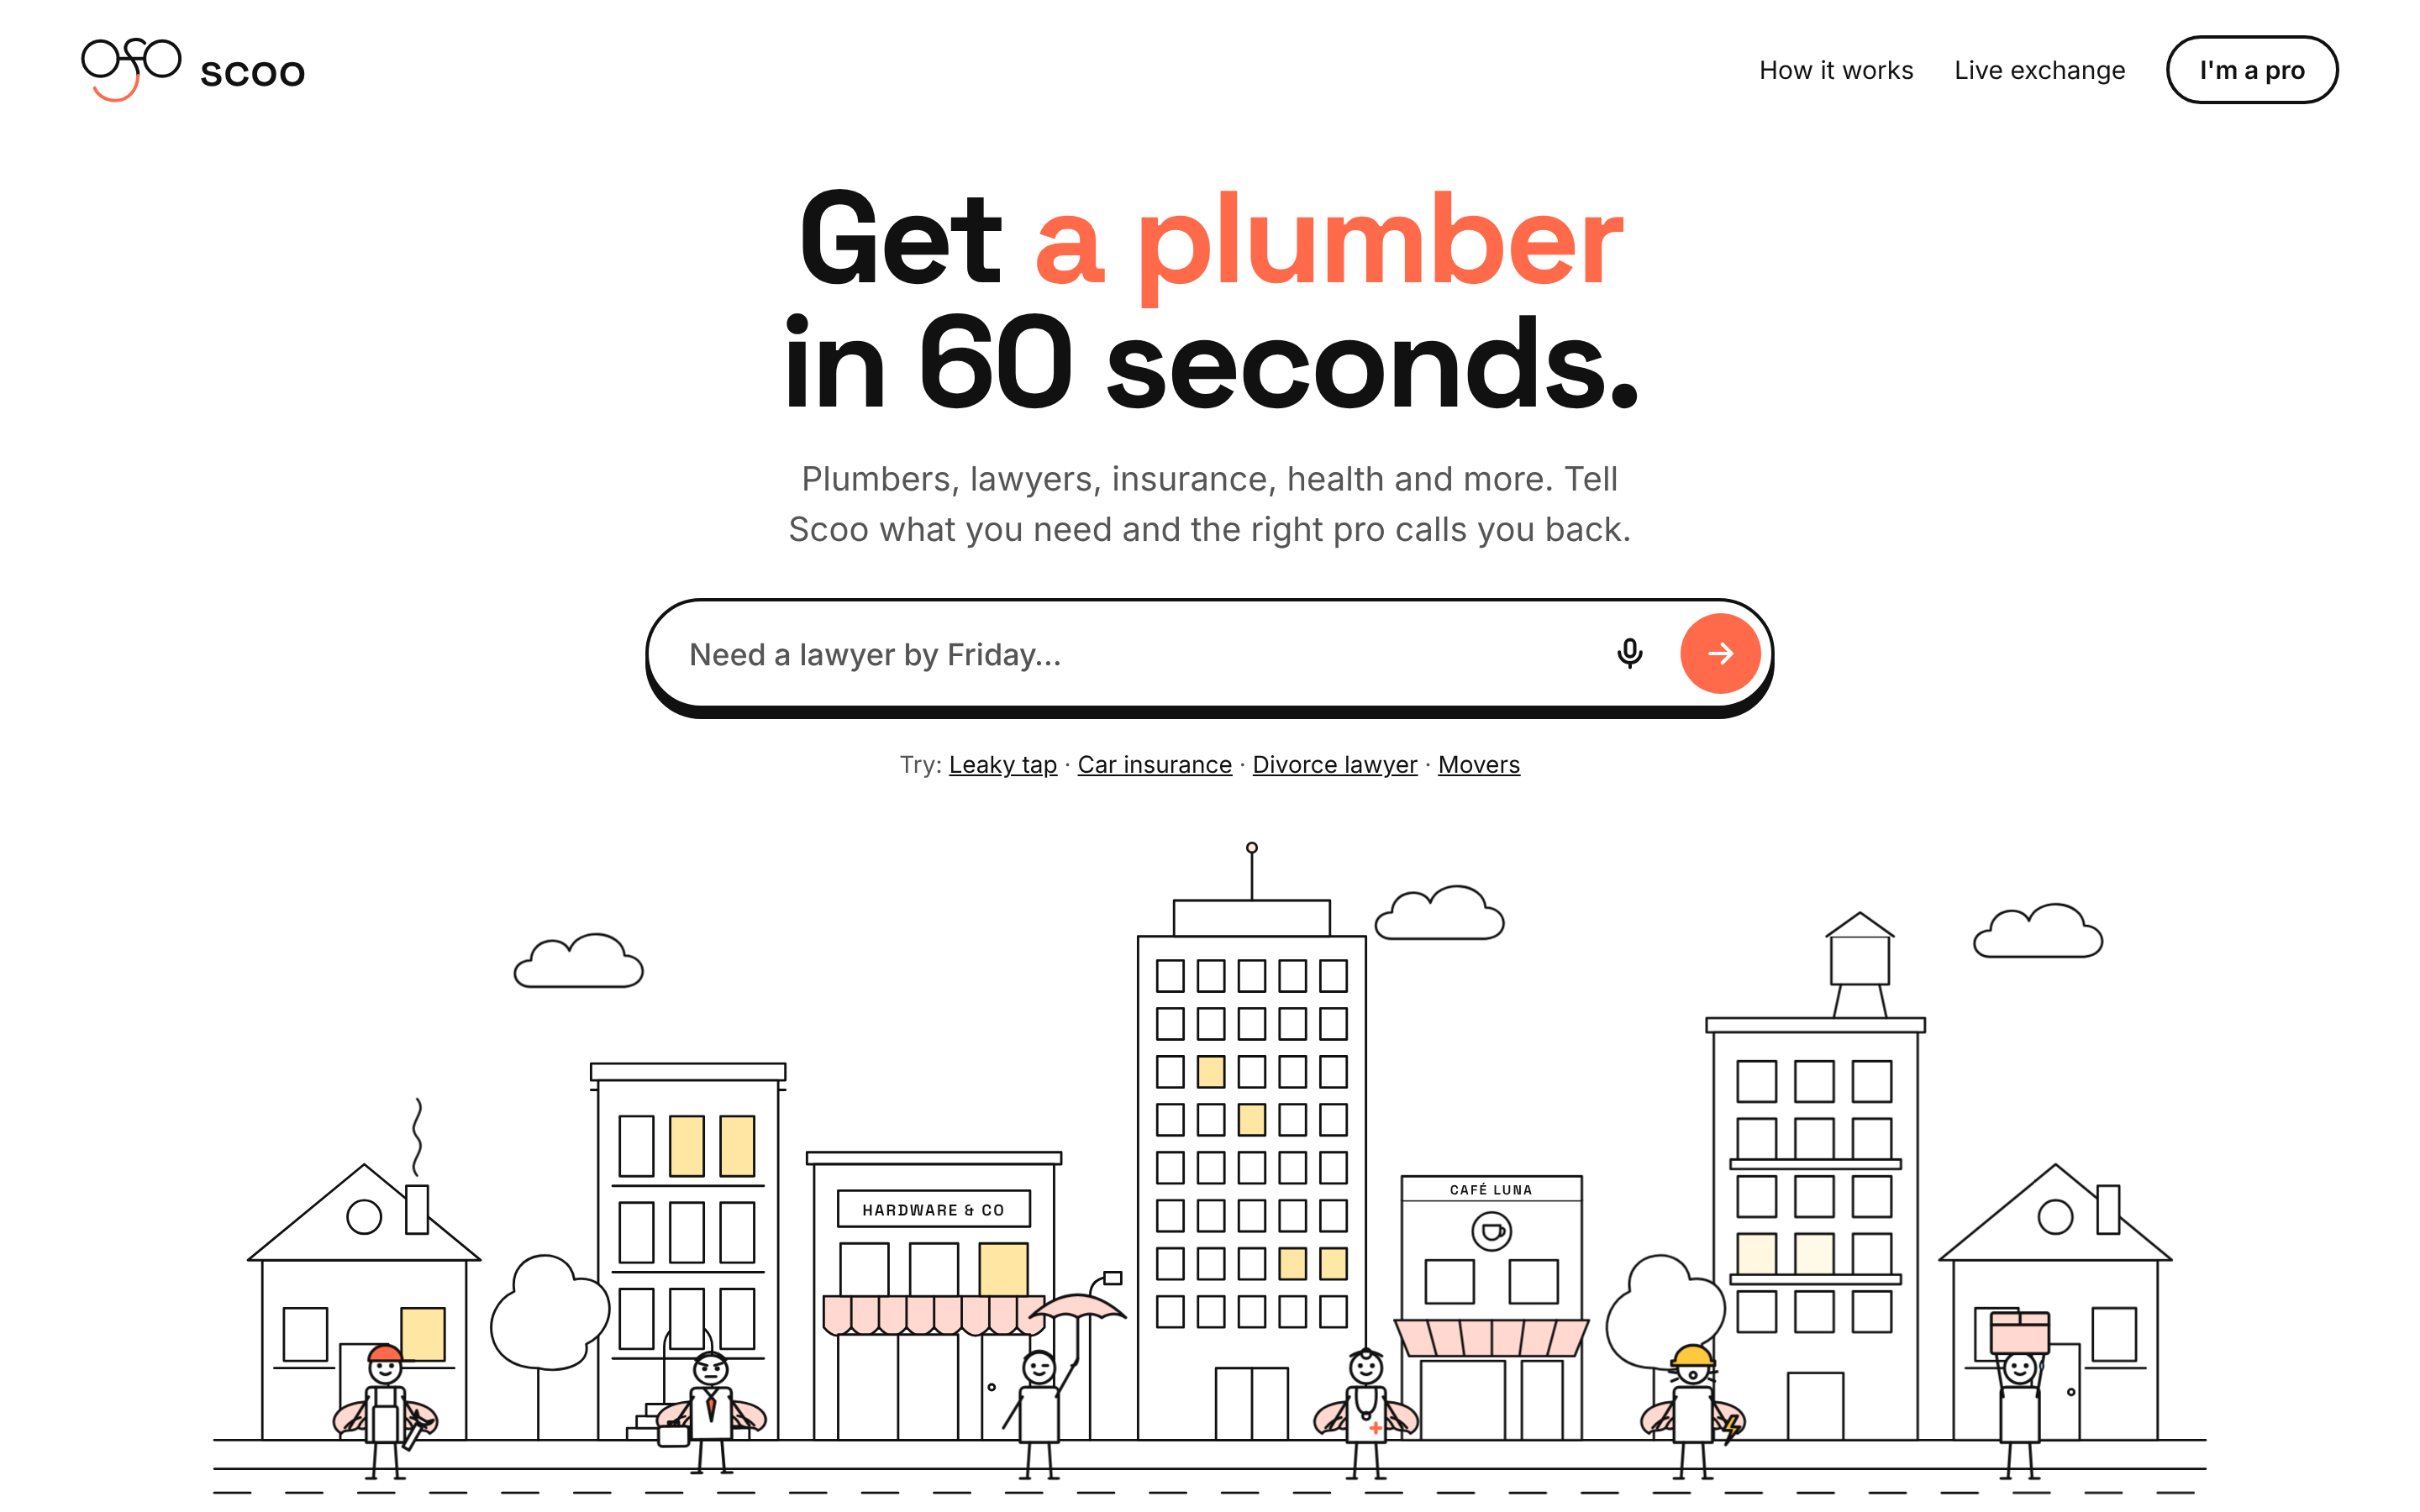 scoo
How it works
Live exchange
I'm a pro
Get a plumber
in 60 seconds.
Plumbers, lawyers, insurance, health and more. Tell
Scoo what you need and the right pro calls you back.
Need a lawyer by Friday...
Try: Leaky tap · Car insurance · Divorce lawyer · Movers
HARDWARE & CO
CAFÉ LUNA